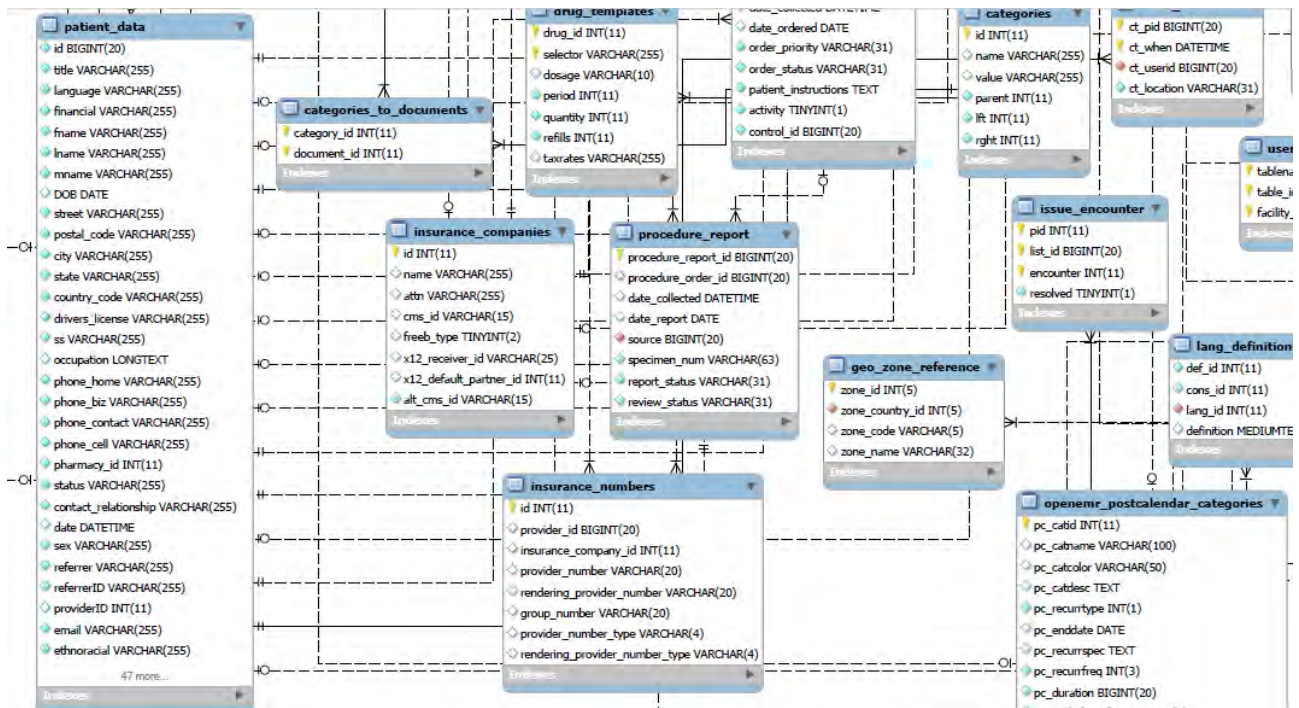 patient_data
id BIGINT(20)
title VARCHAR(255)
language VARCHAR(255)
financial VARCHAR(255)
fname VARCHAR(255)
lname VARCHAR(255)
mname VARCHAR(255)
DOB DATE
street VARCHAR(255)
postal_code VARCHAR(255)
city VARCHAR(255)
state VARCHAR(255)
country_code VARCHAR(255)
drivers_license VARCHAR(255)
ss VARCHAR(255)
occupation LONGTEXT
phone_home VARCHAR(255)
phone_biz VARCHAR(255)
phone_contact VARCHAR(255)
phone_cell VARCHAR(255)
pharmacy_id INT(11)
status VARCHAR(255)
contact_relationship VARCHAR(255)
date DATETIME
sex VARCHAR(255)
referrer VARCHAR(255)
referrerID VARCHAR(255)
providerID INT(11)
email VARCHAR(255)
ethnoracial VARCHAR(255)
47 more...
Indexes
categories_to_documents
category_id INT(11)
document_id INT(11)
Indexes
drug_templates
drug_id INT(11)
selector VARCHAR(255)
dosage VARCHAR(10)
period INT(11)
quantity INT(11)
refills INT(11)
taxrates VARCHAR(255)
Indexes
date_collected DATETIME
date_ordered DATE
order_priority VARCHAR(31)
order_status VARCHAR(31)
patient_instructions TEXT
activity TINYINT(1)
control_id BIGINT(20)
Indexes
categories
id INT(11)
name VARCHAR(255)
value VARCHAR(255)
parent INT(11)
lft INT(11)
rght INT(11)
Indexes
ct_pid BIGINT(20)
ct_when DATETIME
ct_userid BIGINT(20)
ct_location VARCHAR(31)
Indexes
user
tablena
table_i
facility_
Indexes
insurance_companies
id INT(11)
name VARCHAR(255)
attn VARCHAR(255)
cms_id VARCHAR(15)
freeb_type TINYINT(2)
x12_receiver_id VARCHAR(25)
x12_default_partner_id INT(11)
alt_cms_id VARCHAR(15)
Indexes
procedure_report
procedure_report_id BIGINT(20)
procedure_order_id BIGINT(20)
date_collected DATETIME
date_report DATE
source BIGINT(20)
specimen_num VARCHAR(63)
report_status VARCHAR(31)
review_status VARCHAR(31)
Indexes
issue_encounter
pid INT(11)
list_id BIGINT(20)
encounter INT(11)
resolved TINYINT(1)
Indexes
geo_zone_reference
zone_id INT(5)
zone_country_id INT(5)
zone_code VARCHAR(5)
zone_name VARCHAR(32)
Indexes
lang_definition
def_id INT(11)
cons_id INT(11)
lang_id INT(11)
definition MEDIUMTE
Indexes
insurance_numbers
id INT(11)
provider_id BIGINT(20)
insurance_company_id INT(11)
provider_number VARCHAR(20)
rendering_provider_number VARCHAR(20)
group_number VARCHAR(20)
provider_number_type VARCHAR(4)
rendering_provider_number_type VARCHAR(4)
Indexes
openemr_postcalendar_categories
pc_catid INT(11)
pc_catname VARCHAR(100)
pc_catcolor VARCHAR(50)
pc_catdesc TEXT
pc_recurrtype INT(1)
pc_enddate DATE
pc_recurrspec TEXT
pc_recurrfreq INT(3)
pc_duration BIGINT(20)